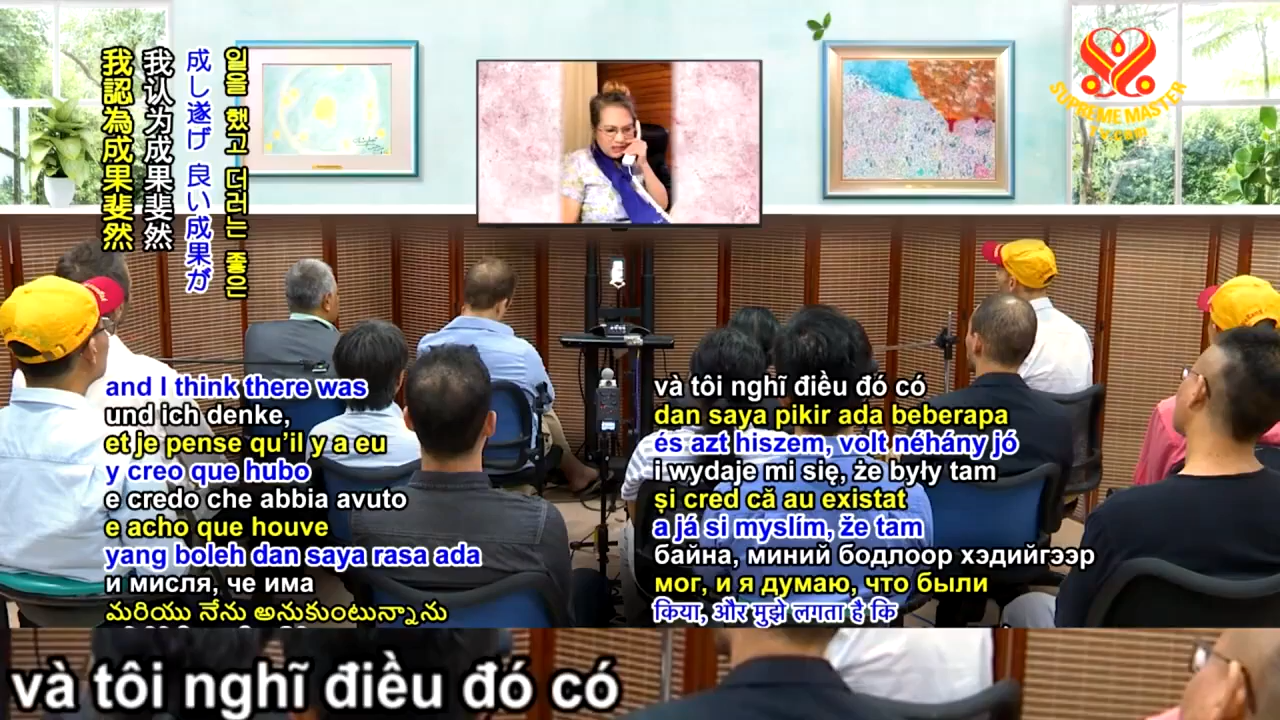 我認為成果斐然
我认为成果斐然
成し遂げ 良い成果が
일을 했고 더러는 좋은
SUPREME MASTER
TV.com
and I think there was
und ich denke,
et je pense qu’il y a eu
y creo que hubo
e credo che abbia avuto
e acho que houve
yang boleh dan saya rasa ada
и мисля, че има
మరియు నేను అనుకుంటున్నాను
và tôi nghĩ điều đó có
dan saya pikir ada beberapa
és azt hiszem, volt néhány jó
i wydaje mi się, że były tam
și cred că au existat
a já si myslím, že tam
байна, миний бодлоор хэдийгээр
мог, и я думаю, что были
किया, और मुझे लगता है कि
và tôi nghĩ điều đó có